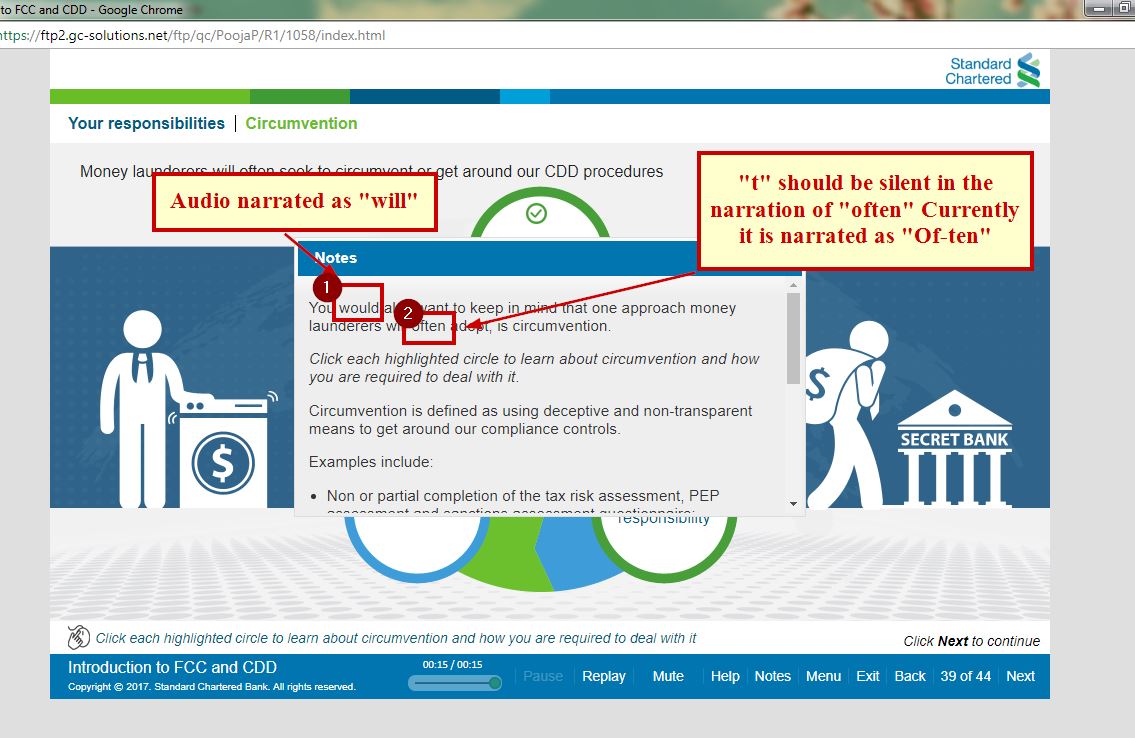 to FCC and CDD - Google Chrome
https://ftp2.gc-solutions.net/ftp/qc/PoojaP/R1/1058/index.html
Standard
Chartered
Your responsibilities | Circumvention
Money launderers will often seek to circumvent or get around our CDD procedures
Audio narrated as "will"
"t" should be silent in the
narration of "often" Currently
it is narrated as "Of-ten"
Notes
1
2
You would also want to keep in mind that one approach money
launderers will often adopt, is circumvention.
Click each highlighted circle to learn about circumvention and how
you are required to deal with it.
Circumvention is defined as using deceptive and non-transparent
means to get around our compliance controls.
Examples include:
• Non or partial completion of the tax risk assessment, PEP
assessment and sanctions assessment questionnaire;
$
$
SECRET BANK
responsibility
Click each highlighted circle to learn about circumvention and how you are required to deal with it
Click Next to continue
Introduction to FCC and CDD
Copyright © 2017. Standard Chartered Bank. All rights reserved.
00:15 / 00:15
Pause Replay Mute Help Notes Menu Exit Back 39 of 44 Next